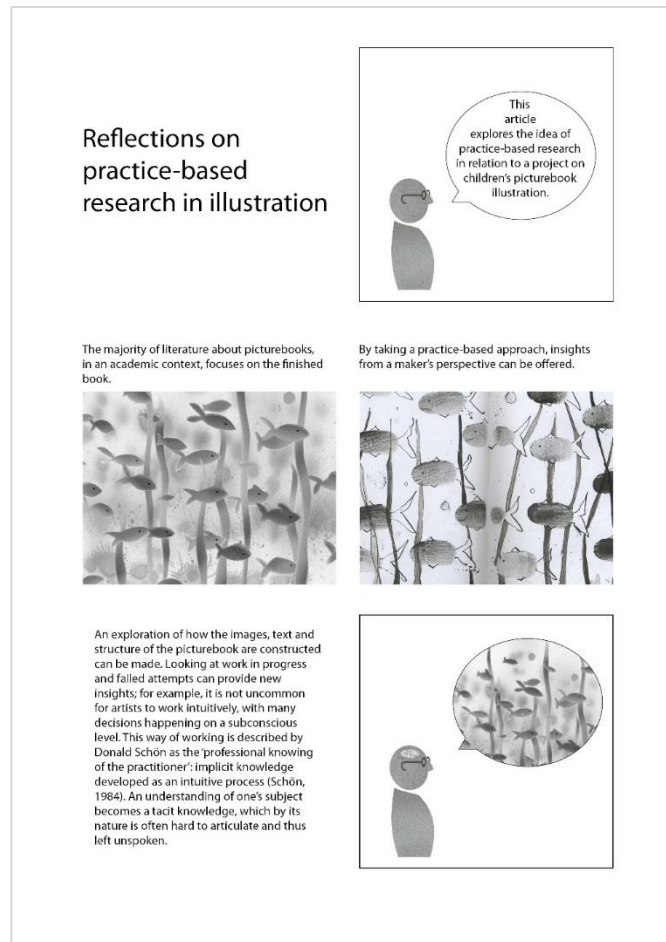 Reflections on
practice-based
research in illustration
This
article
explores the idea of
practice-based research
in relation to a project on
children's picturebook
illustration.
The majority of literature about picturebooks,
in an academic context, focuses on the finished
book.
By taking a practice-based approach, insights
from a maker's perspective can be offered.
An exploration of how the images, text and
structure of the picturebook are constructed
can be made. Looking at work in progress
and failed attempts can provide new
insights; for example, it is not uncommon
for artists to work intuitively, with many
decisions happening on a subconscious
level. This way of working is described by
Donald Schön as the ‘professional knowing
of the practitioner’: implicit knowledge
developed as an intuitive process (Schön,
1984). An understanding of one's subject
becomes a tacit knowledge, which by its
nature is often hard to articulate and thus
left unspoken.